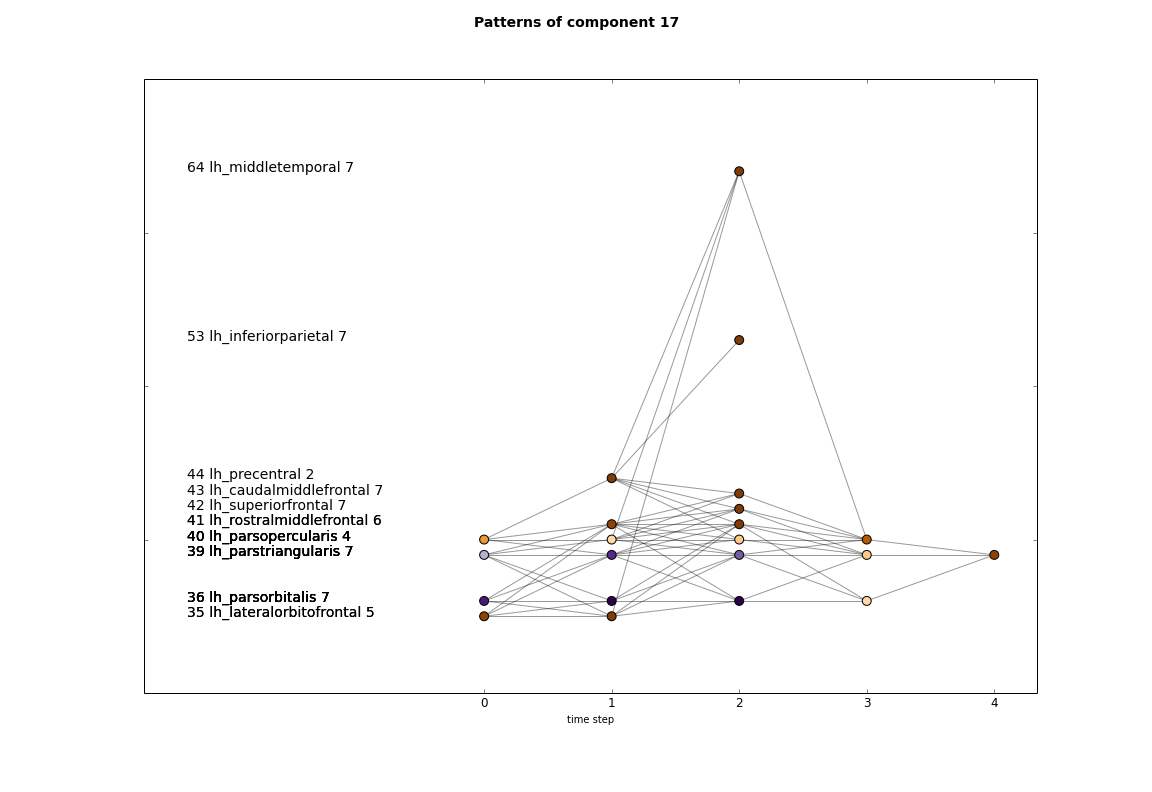 Patterns of component 17
64 lh_middletemporal 7
53 lh_inferiorparietal 7
44 lh_precentral 2
43 lh_caudalmiddlefrontal 7
42 lh_superiorfrontal 7
41 lh_rostralmiddlefrontal 6
40 lh_parsopercularis 4
39 lh_parstriangularis 7
36 lh_parsorbitalis 7
35 lh_lateralorbitofrontal 5
0 1 2 3 4
time step